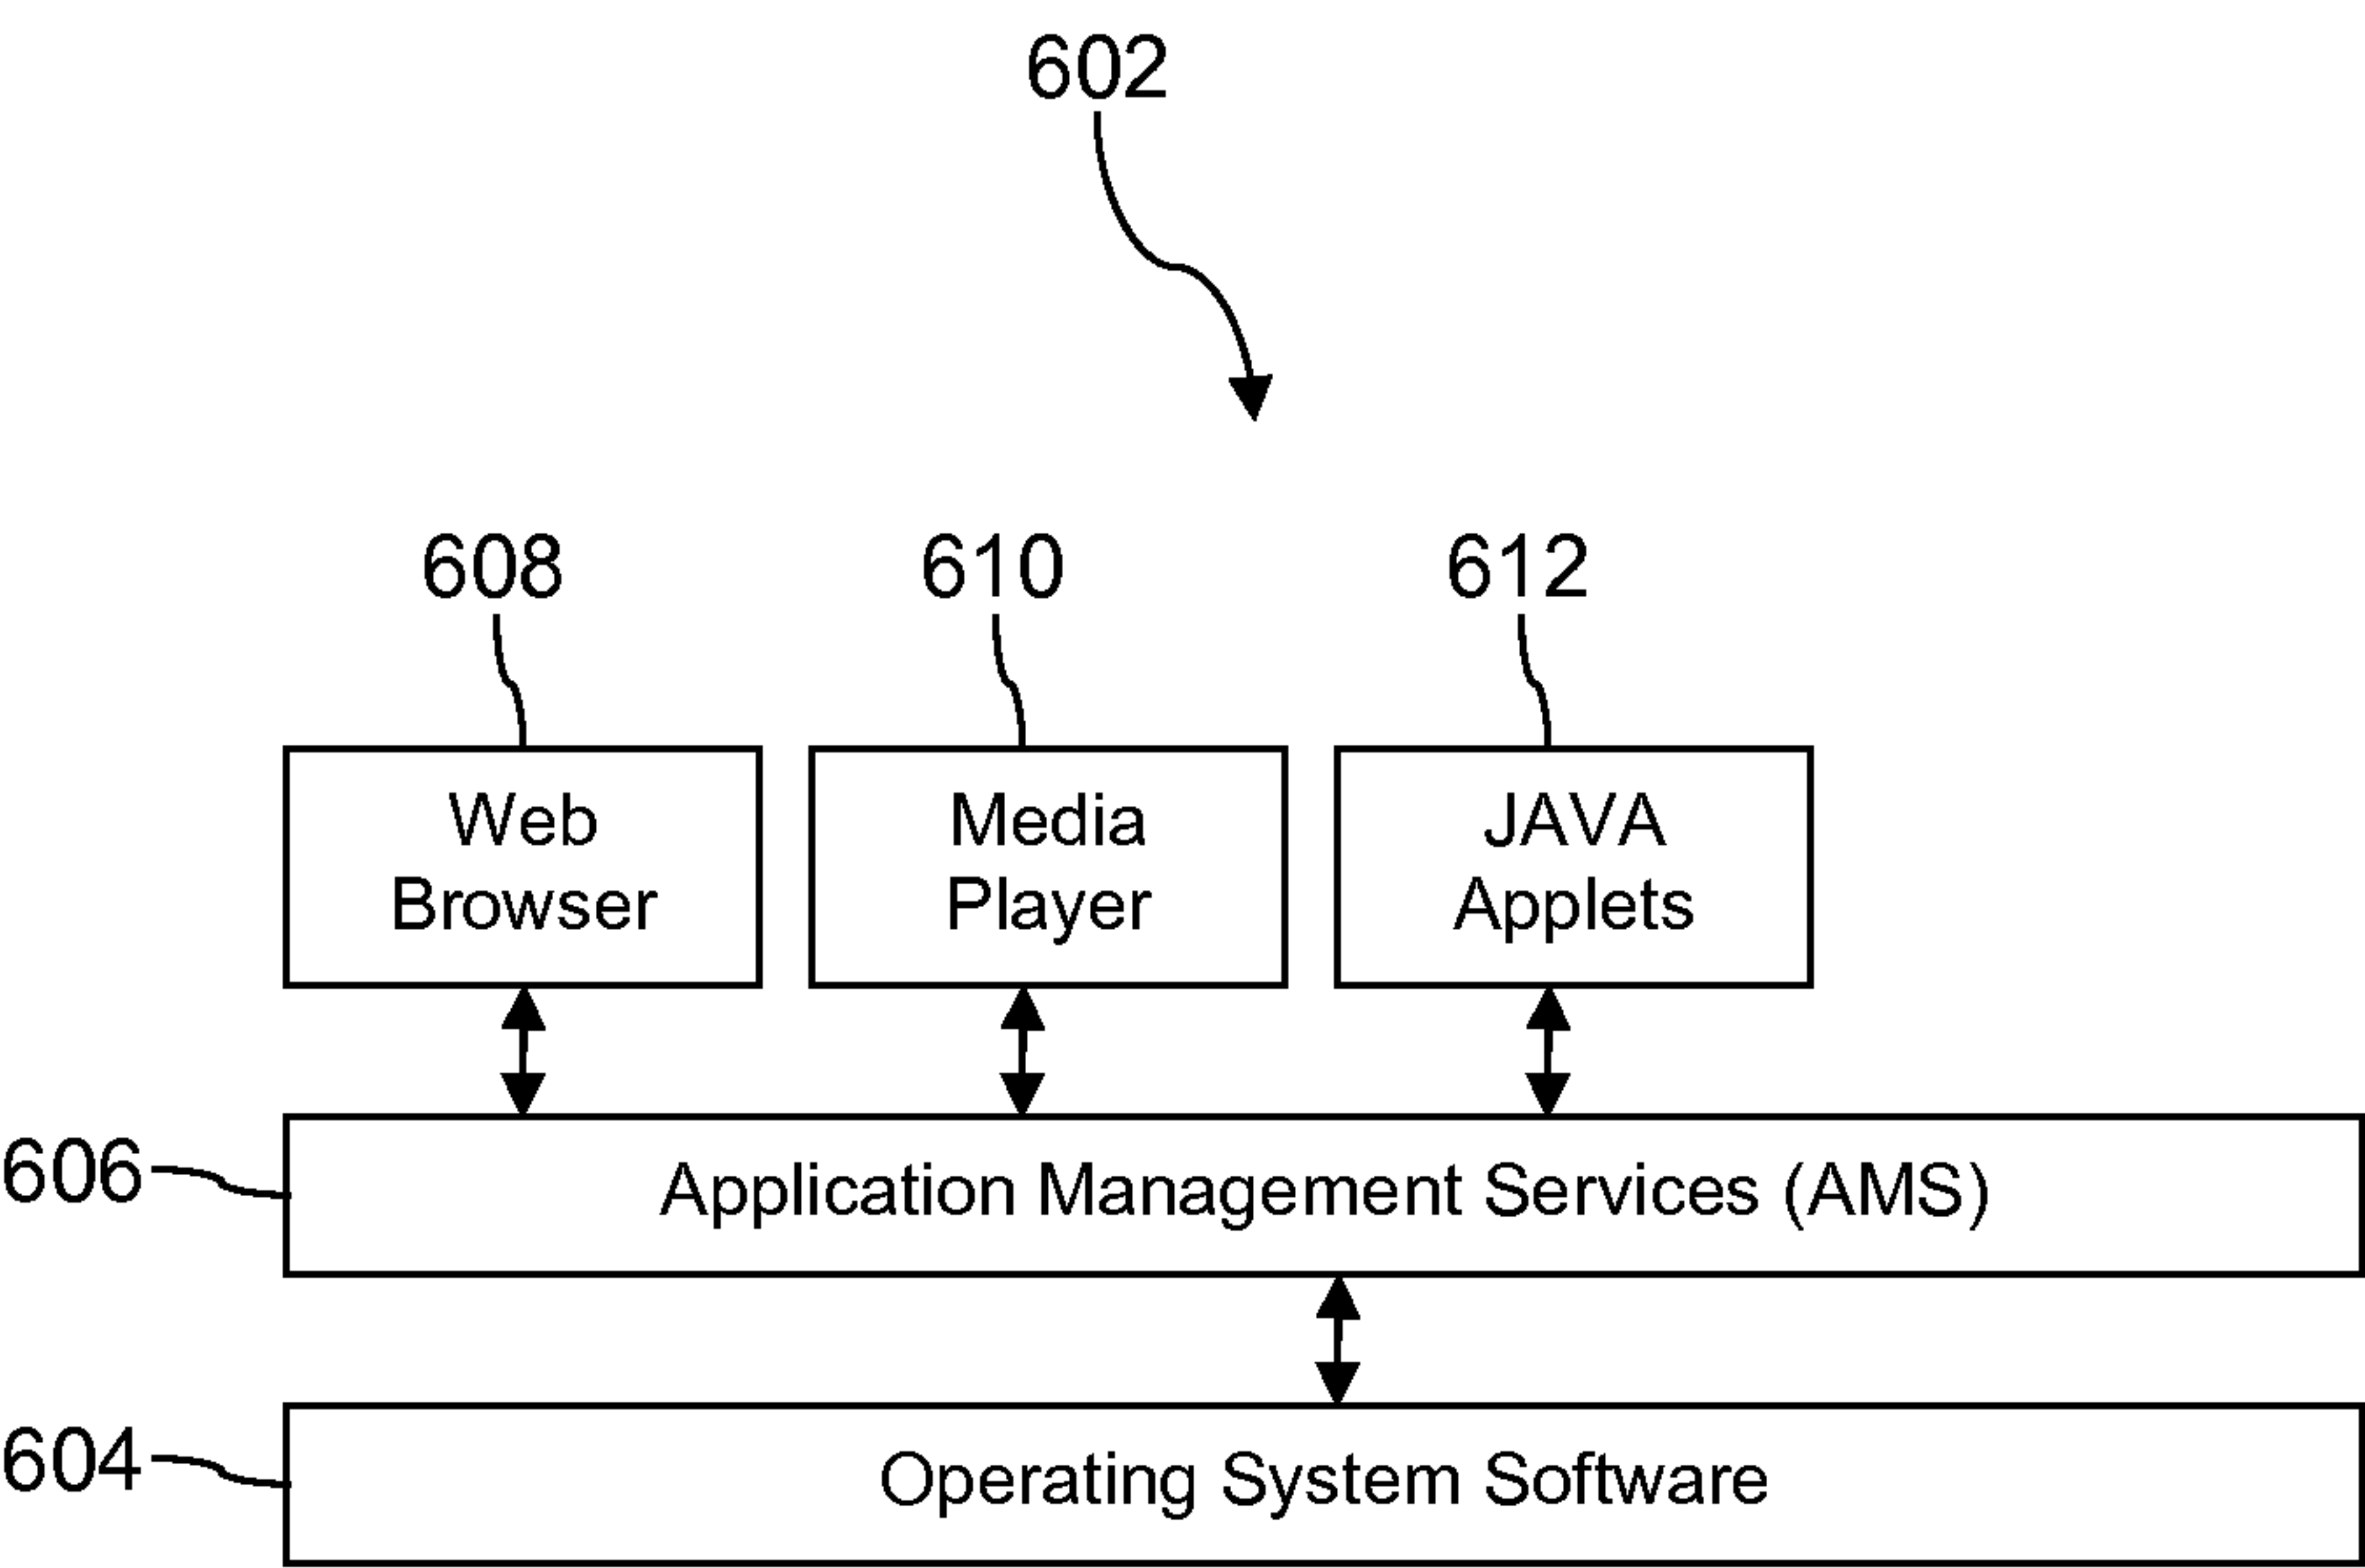 602
608
610
612
Web
Browser
Media
Player
JAVA
Applets
606
Application Management Services (AMS)
604
Operating System Software